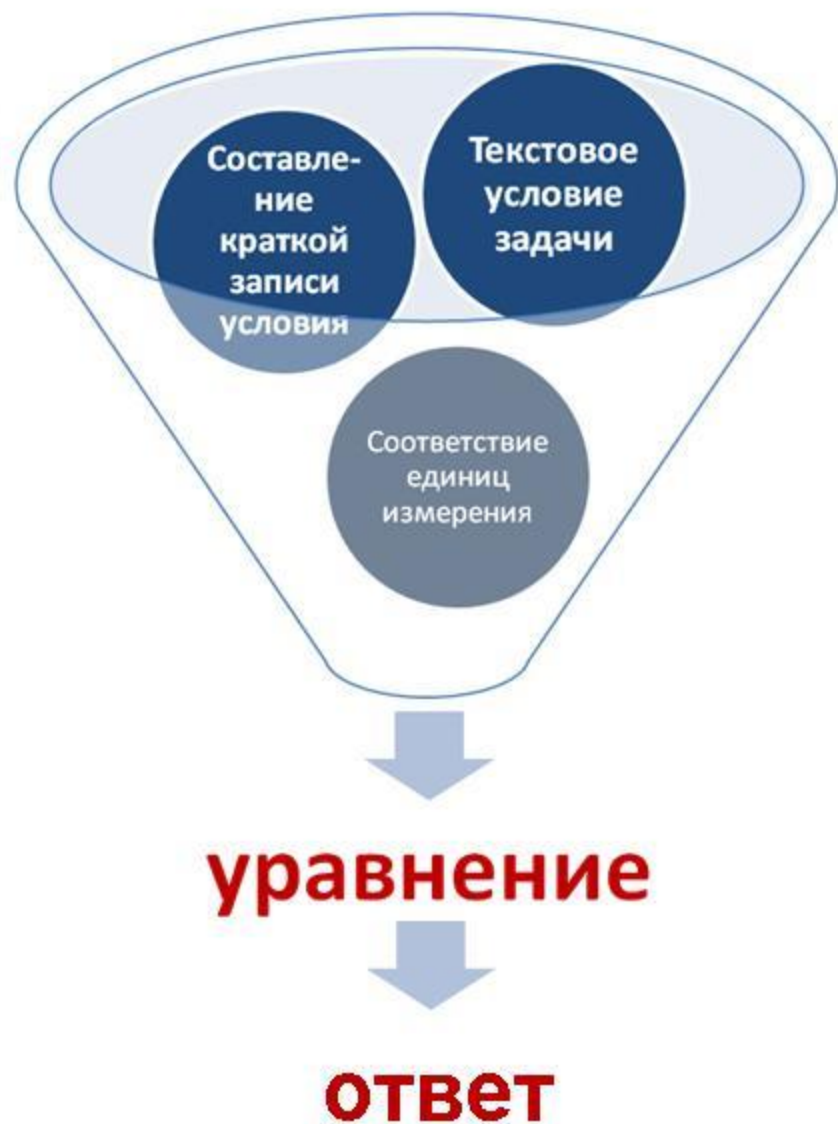 Составле-
ние
краткой
записи
условия
Текстовое
условие
задачи
Соответствие
единиц
измерения
уравнение
ответ